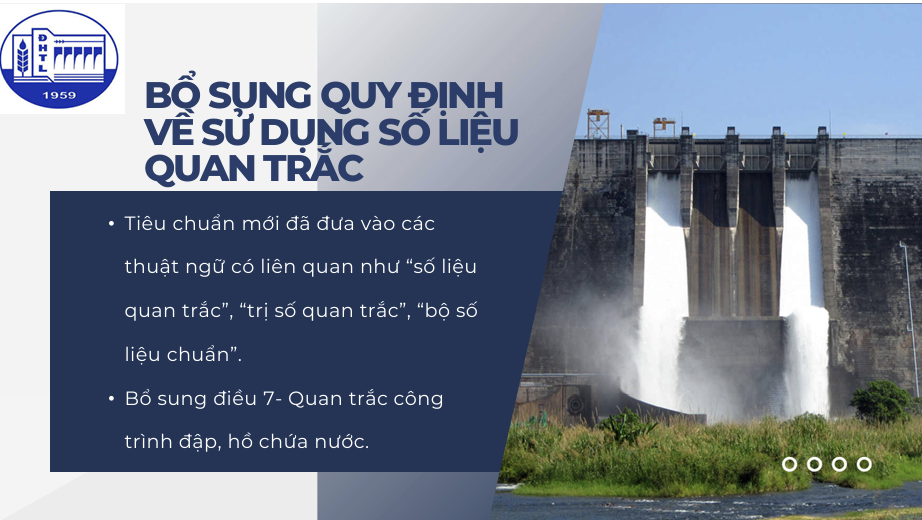 ĐHTL
1959
BỔ SUNG QUY ĐỊNH
VỀ SỬ DỤNG SỐ LIỆU
QUAN TRẮC
• Tiêu chuẩn mới đã đưa vào các
thuật ngữ có liên quan như “số liệu
quan trắc”, “trị số quan trắc”, “bộ số
liệu chuẩn”.
• Bổ sung điều 7- Quan trắc công
trình đập, hồ chứa nước.